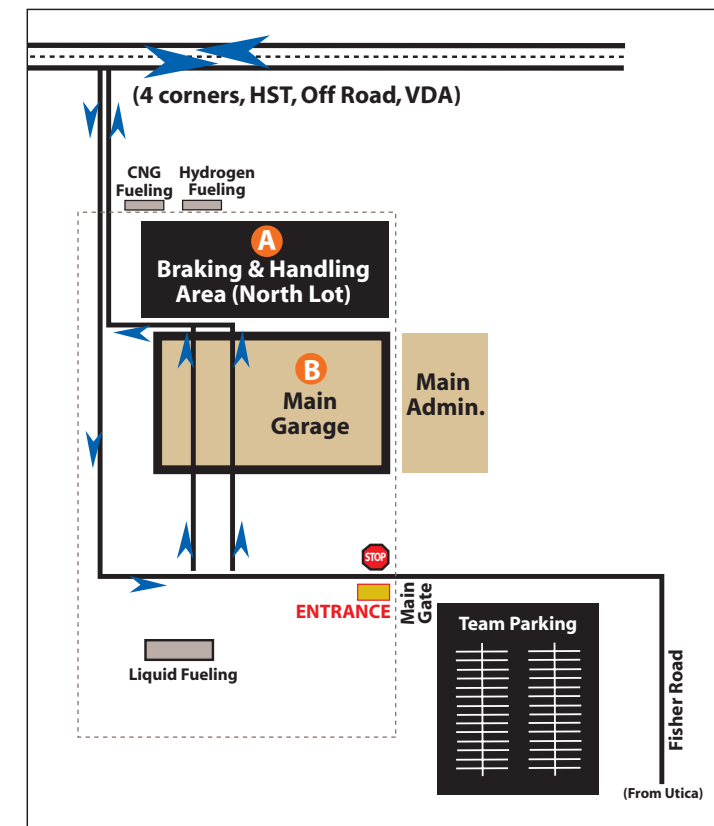 (4 corners, HST, Off Road, VDA)
CNG
Fueling
Hydrogen
Fueling
A
Braking & Handling
Area (North Lot)
B
Main
Garage
Main
Admin.
STOP
ENTRANCE
Main
Gate
Team Parking
Liquid Fueling
Fisher Road
(From Utica)